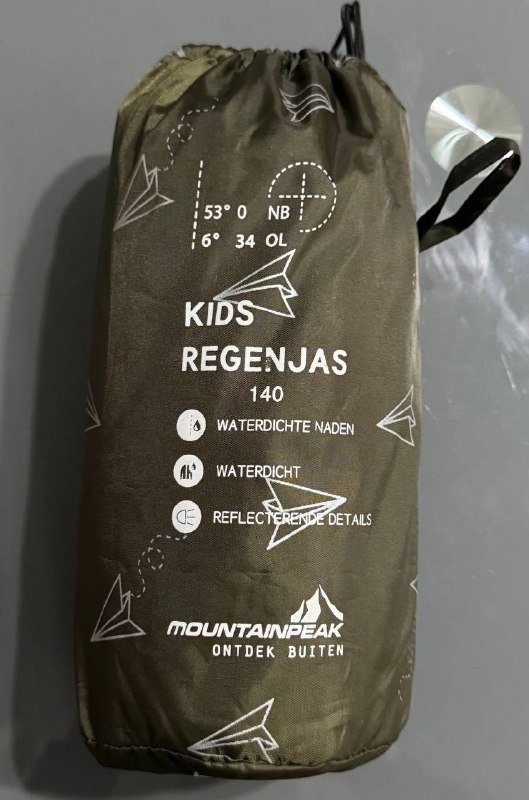 53° 0 NB
6° 34 OL
KIDS
REGENJAS
140
WATERDICHTE NADEN
WATERDICHT
REFLECTERENDE DETAILS
MOUNTAINPEAK
ONTDEK BUITEN